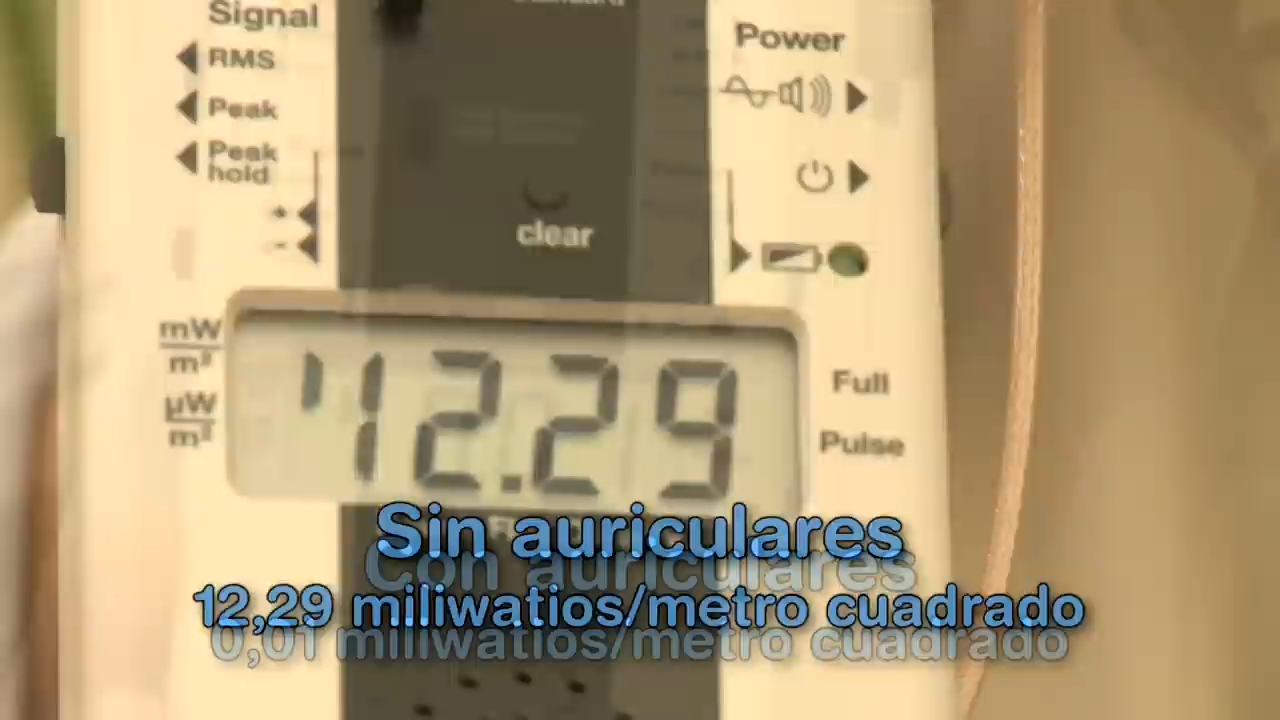 Signal
RMS
Peak
Peak
hold
+
-
Standard
clear
Power
mW
m²
µW
m²
12.29
Full
Pulse
Sin auriculares
Con auriculares
12,29 miliwatios/metro cuadrado
0,01 miliwatios/metro cuadrado